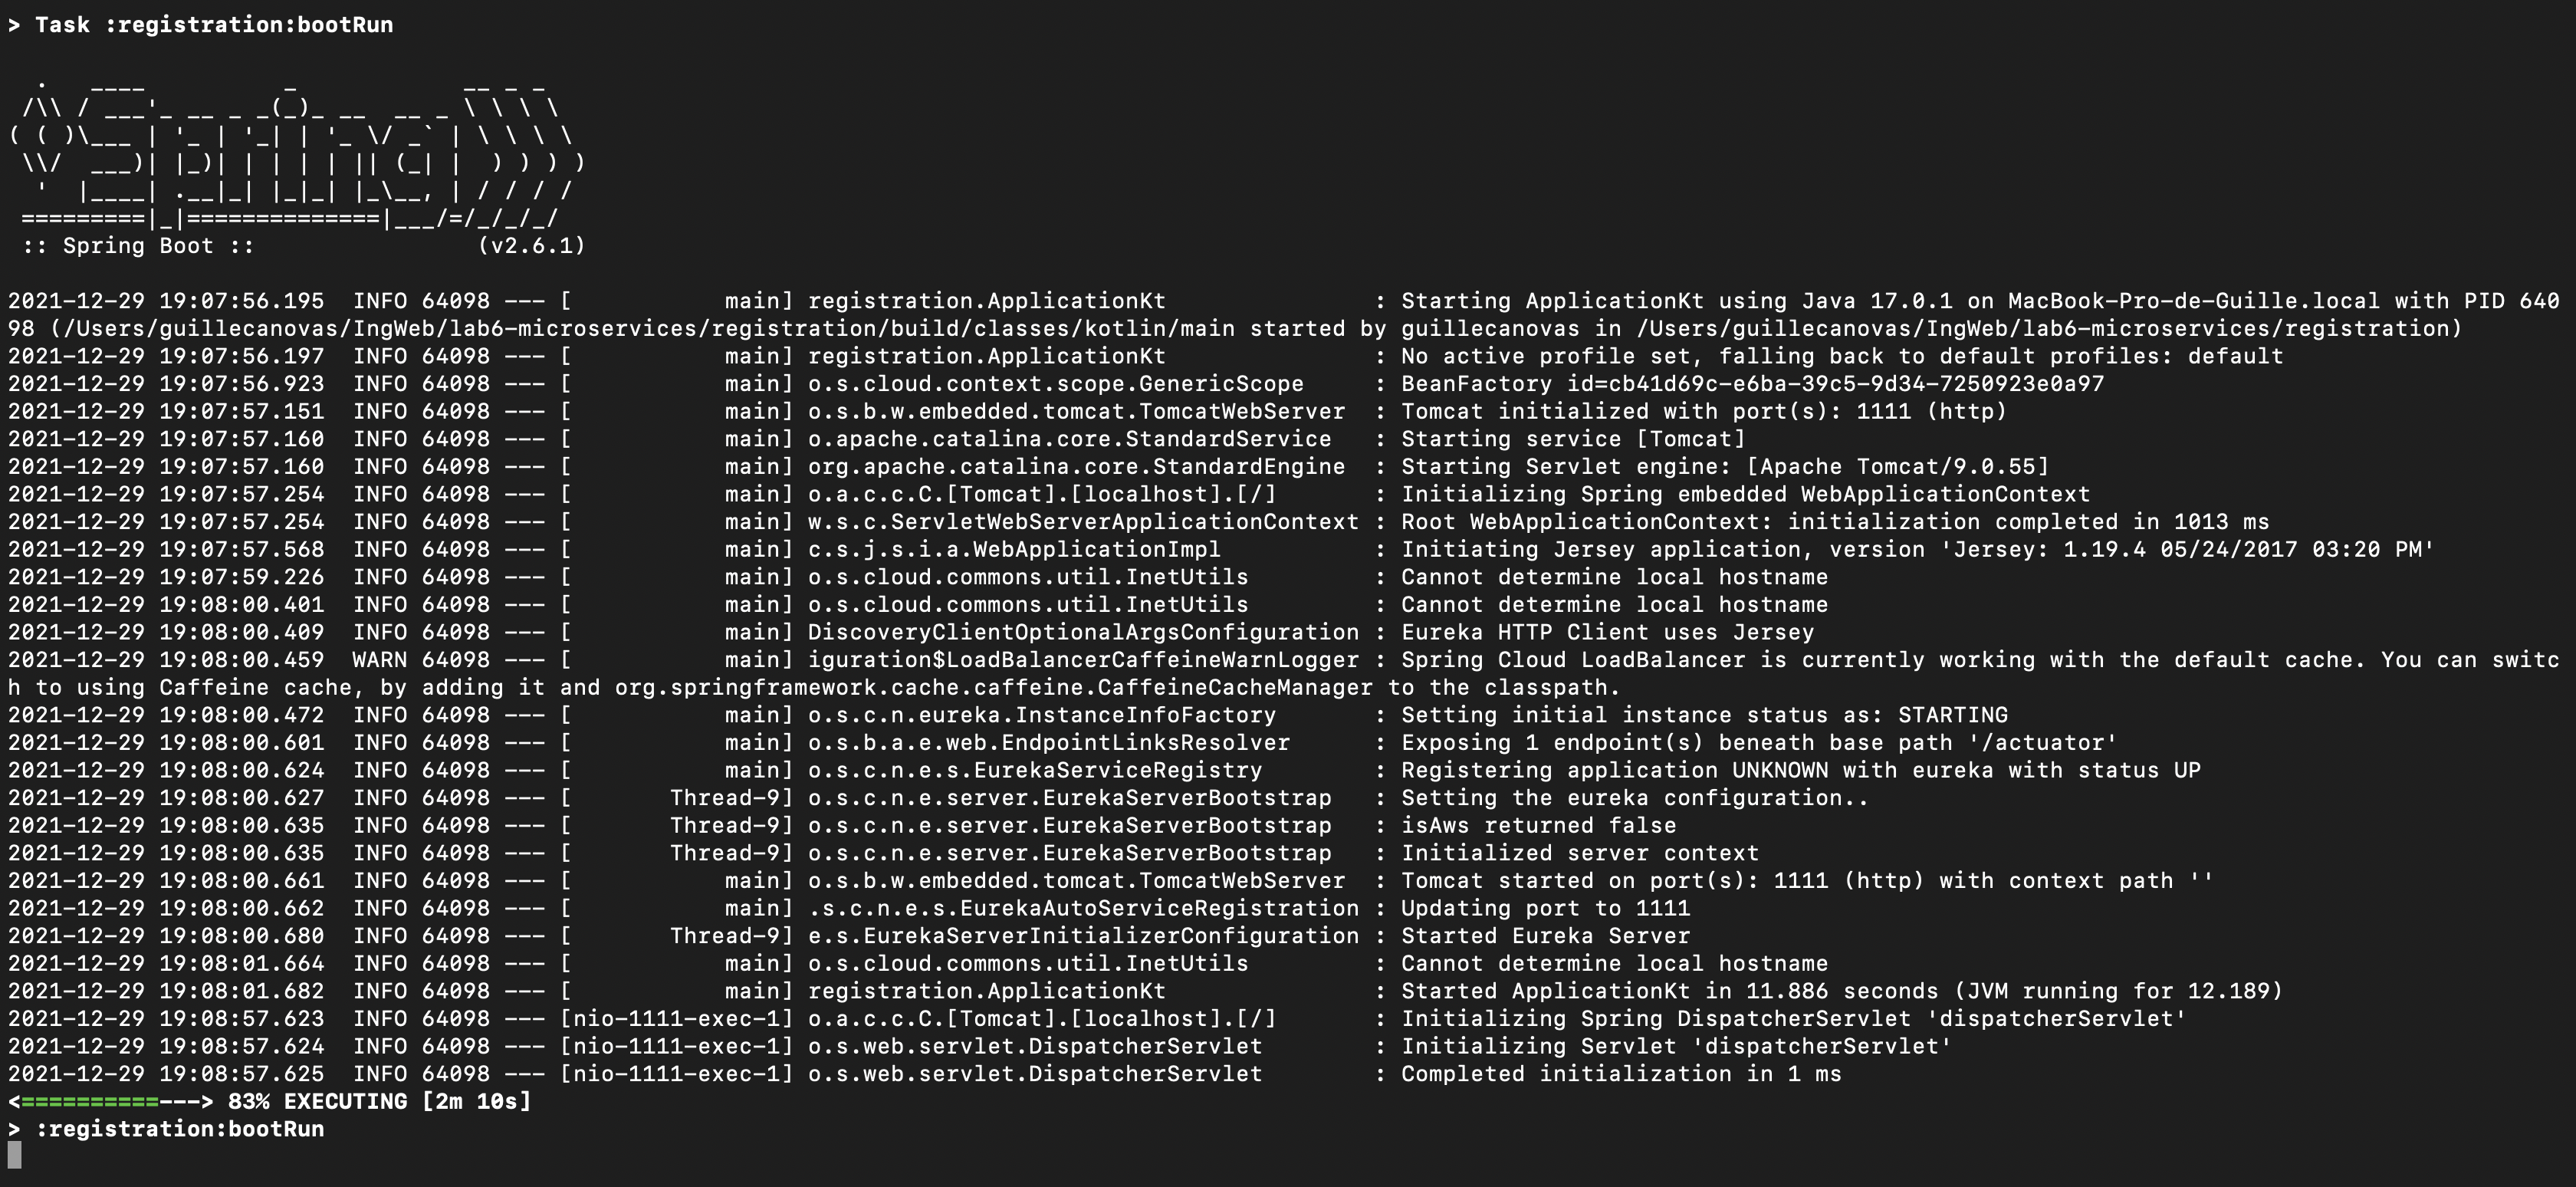 > Task :registration:bootRun
  .   ____          _            __ _ _
 /\\ / ___'_ __ _ _(_)_ __  __ _ \ \ \ \
( ( )\___ | '_ | '_| | '_ \/ _` | \ \ \ \
 \\/  ___)| |_)| | | | | || (_| |  ) ) ) )
  '  |____| .__|_| |_|_| |_\__, | / / / /
 =========|_|==============|___/=/_/_/_/
 :: Spring Boot ::                (v2.6.1)
2021-12-29 19:07:56.195  INFO 64098 --- [           main] registration.ApplicationKt               : Starting ApplicationKt using Java 17.0.1 on MacBook-Pro-de-Guille.local with PID 640
98 (/Users/guillecanovas/IngWeb/lab6-microservices/registration/build/classes/kotlin/main started by guillecanovas in /Users/guillecanovas/IngWeb/lab6-microservices/registration)
2021-12-29 19:07:56.197  INFO 64098 --- [           main] registration.ApplicationKt               : No active profile set, falling back to default profiles: default
2021-12-29 19:07:56.923  INFO 64098 --- [           main] o.s.cloud.context.scope.GenericScope     : BeanFactory id=cb41d69c-e6ba-39c5-9d34-7250923e0a97
2021-12-29 19:07:57.151  INFO 64098 --- [           main] o.s.b.w.embedded.tomcat.TomcatWebServer  : Tomcat initialized with port(s): 1111 (http)
2021-12-29 19:07:57.160  INFO 64098 --- [           main] o.apache.catalina.core.StandardService   : Starting service [Tomcat]
2021-12-29 19:07:57.160  INFO 64098 --- [           main] org.apache.catalina.core.StandardEngine  : Starting Servlet engine: [Apache Tomcat/9.0.55]
2021-12-29 19:07:57.254  INFO 64098 --- [           main] o.a.c.c.C.[Tomcat].[localhost].[/]       : Initializing Spring embedded WebApplicationContext
2021-12-29 19:07:57.254  INFO 64098 --- [           main] w.s.c.ServletWebServerApplicationContext : Root WebApplicationContext: initialization completed in 1013 ms
2021-12-29 19:07:57.568  INFO 64098 --- [           main] c.s.j.s.i.a.WebApplicationImpl           : Initiating Jersey application, version 'Jersey: 1.19.4 05/24/2017 03:20 PM'
2021-12-29 19:07:59.226  INFO 64098 --- [           main] o.s.cloud.commons.util.InetUtils         : Cannot determine local hostname
2021-12-29 19:08:00.401  INFO 64098 --- [           main] o.s.cloud.commons.util.InetUtils         : Cannot determine local hostname
2021-12-29 19:08:00.409  INFO 64098 --- [           main] DiscoveryClientOptionalArgsConfiguration : Eureka HTTP Client uses Jersey
2021-12-29 19:08:00.459  WARN 64098 --- [           main] iguration$LoadBalancerCaffeineWarnLogger : Spring Cloud LoadBalancer is currently working with the default cache. You can switc
h to using Caffeine cache, by adding it and org.springframework.cache.caffeine.CaffeineCacheManager to the classpath.
2021-12-29 19:08:00.472  INFO 64098 --- [           main] o.s.c.n.eureka.InstanceInfoFactory       : Setting initial instance status as: STARTING
2021-12-29 19:08:00.601  INFO 64098 --- [           main] o.s.b.a.e.web.EndpointLinksResolver      : Exposing 1 endpoint(s) beneath base path '/actuator'
2021-12-29 19:08:00.624  INFO 64098 --- [           main] o.s.c.n.e.s.EurekaServiceRegistry        : Registering application UNKNOWN with eureka with status UP
2021-12-29 19:08:00.627  INFO 64098 --- [       Thread-9] o.s.c.n.e.server.EurekaServerBootstrap   : Setting the eureka configuration..
2021-12-29 19:08:00.635  INFO 64098 --- [       Thread-9] o.s.c.n.e.server.EurekaServerBootstrap   : isAws returned false
2021-12-29 19:08:00.635  INFO 64098 --- [       Thread-9] o.s.c.n.e.server.EurekaServerBootstrap   : Initialized server context
2021-12-29 19:08:00.661  INFO 64098 --- [           main] o.s.b.w.embedded.tomcat.TomcatWebServer  : Tomcat started on port(s): 1111 (http) with context path ''
2021-12-29 19:08:00.662  INFO 64098 --- [           main] .s.c.n.e.s.EurekaAutoServiceRegistration : Updating port to 1111
2021-12-29 19:08:00.680  INFO 64098 --- [       Thread-9] e.s.EurekaServerInitializerConfiguration : Started Eureka Server
2021-12-29 19:08:01.664  INFO 64098 --- [           main] o.s.cloud.commons.util.InetUtils         : Cannot determine local hostname
2021-12-29 19:08:01.682  INFO 64098 --- [           main] registration.ApplicationKt               : Started ApplicationKt in 11.886 seconds (JVM running for 12.189)
2021-12-29 19:08:57.623  INFO 64098 --- [nio-1111-exec-1] o.a.c.c.C.[Tomcat].[localhost].[/]       : Initializing Spring DispatcherServlet 'dispatcherServlet'
2021-12-29 19:08:57.624  INFO 64098 --- [nio-1111-exec-1] o.s.web.servlet.DispatcherServlet        : Initializing Servlet 'dispatcherServlet'
2021-12-29 19:08:57.625  INFO 64098 --- [nio-1111-exec-1] o.s.web.servlet.DispatcherServlet        : Completed initialization in 1 ms
<==========---> 83% EXECUTING [2m 10s]
> :registration:bootRun